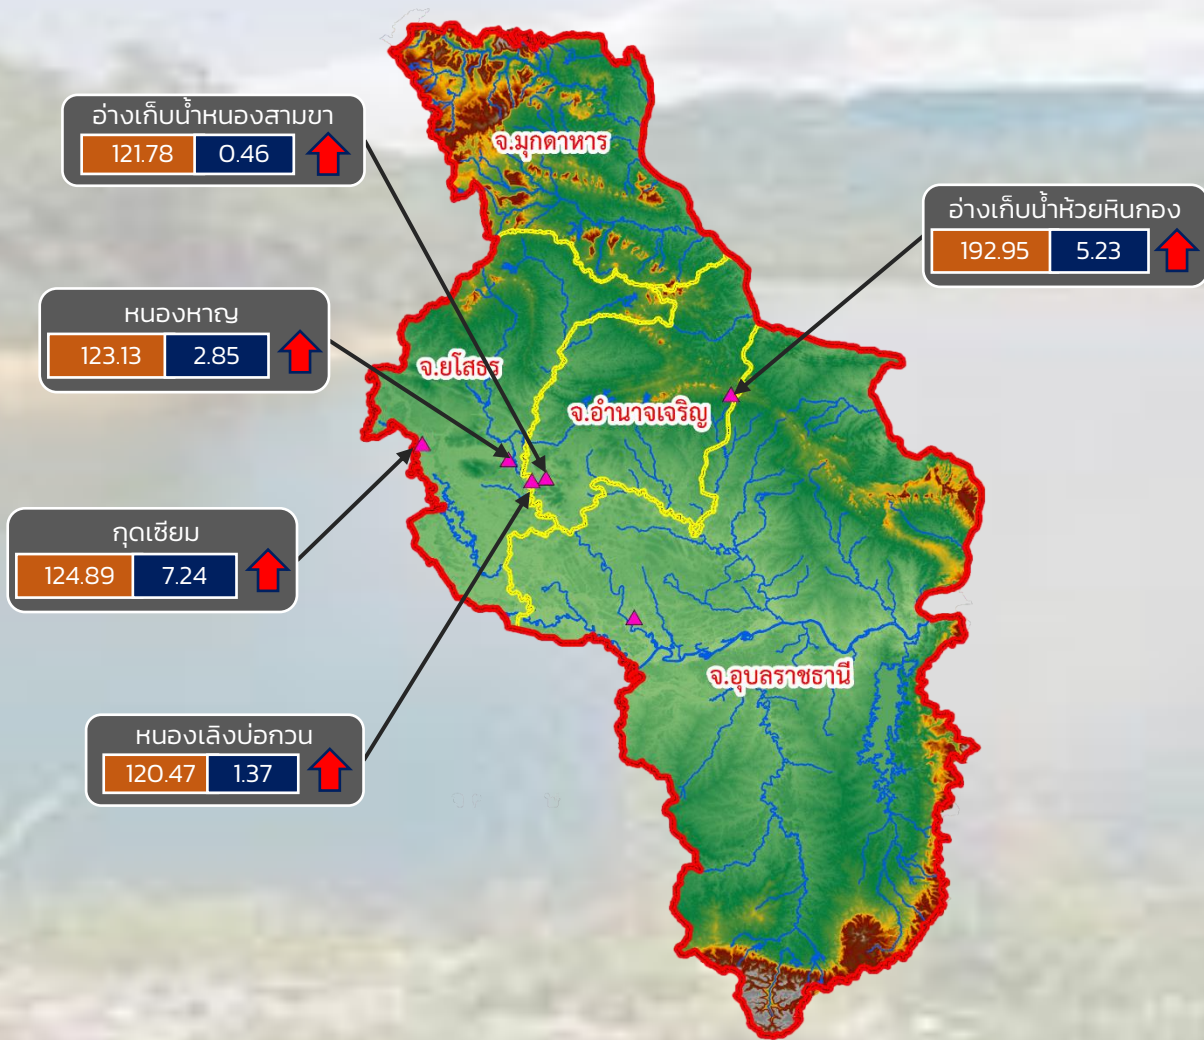 อ่างเก็บน้ำหนองสามขา
121.78 0.46
จ.มุกดาหาร
อ่างเก็บน้ำห้วยหินกอง
192.95 5.23
หนองหาญ
123.13 2.85
จ.ยโสธร
จ.อำนาจเจริญ
กุดเซียม
124.89 7.24
จ.อุบลราชธานี
หนองเลิงบ่อกวน
120.47 1.37